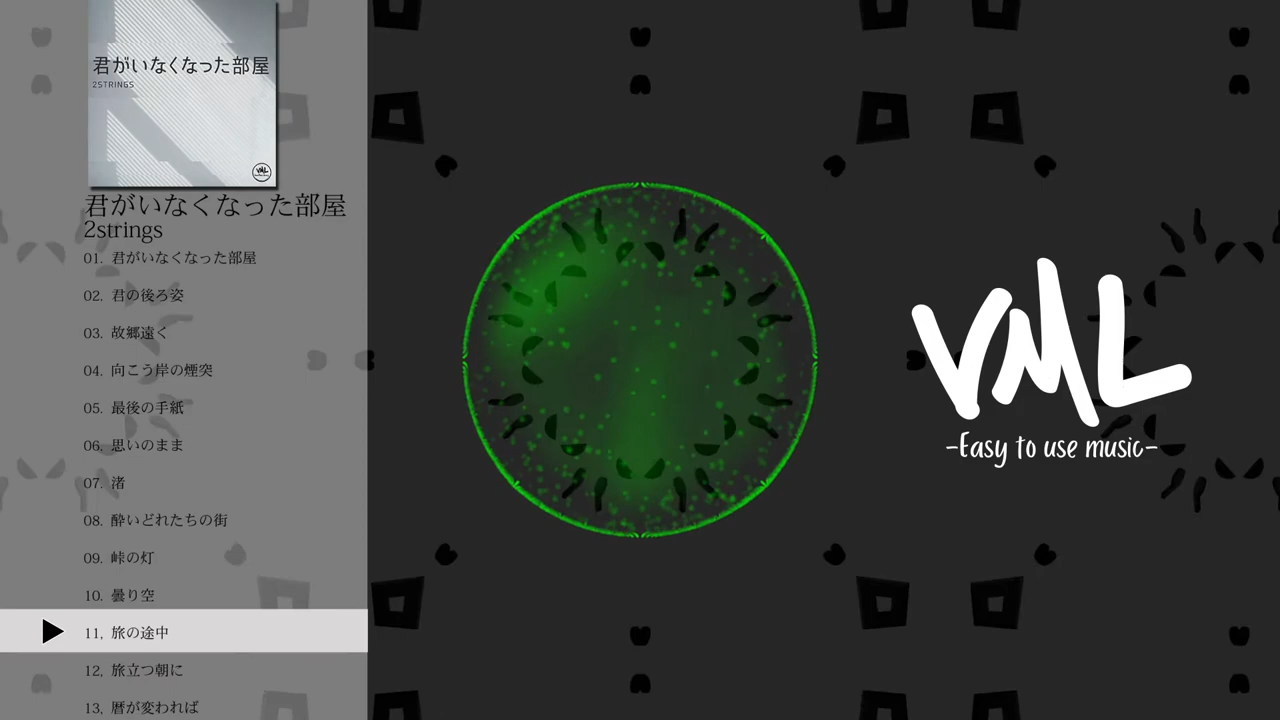 君がいなくなった部屋
2STRINGS
VML
君がいなくなった部屋
2strings
01. 君がいなくなった部屋
02. 君の後ろ姿
03. 故郷遠く
04. 向こう岸の煙突
05. 最後の手紙
06. 思いのまま
07. 渚
08. 酔いどれたちの街
09. 峠の灯
10. 曇り空
11, 旅の途中
12, 旅立つ朝に
13, 暦が変われば
VML
-Easy to use music-